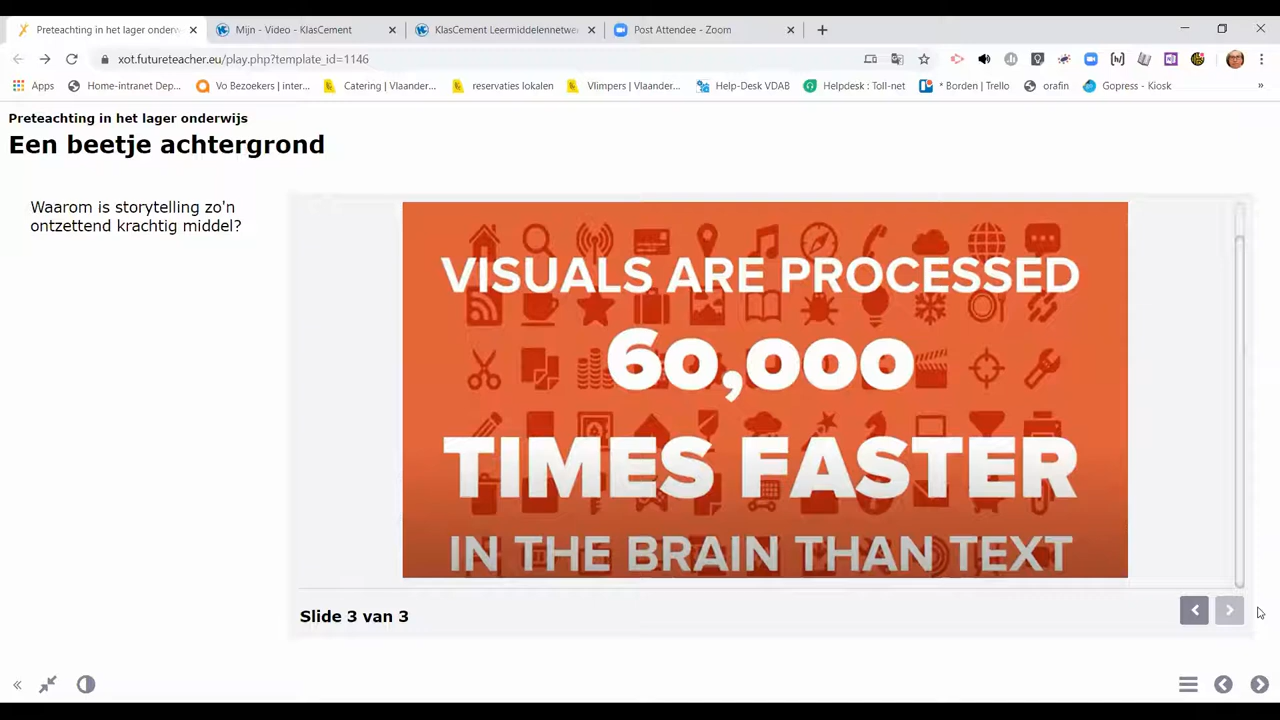 Preteachting in het lager onderw
Mijn - Video - KlasCement
KlasCement Leermiddelennetwe
Post Attendee - Zoom
xot.futureteacher.eu/play.php?template_id=1146
Apps
Home-intranet Dep...
Vo Bezoekers | inter...
Catering | Vlaander...
reservaties lokalen
Vlimpers | Vlaander...
Help-Desk VDAB
Helpdesk : Toll-net
* Borden | Trello
orafin
Gopress - Kiosk
»
Preteachting in het lager onderwijs
Een beetje achtergrond
Waarom is storytelling zo'n
ontzettend krachtig middel?
VISUALS ARE PROCESSED
60,000
TIMES FASTER
IN THE BRAIN THAN TEXT
Slide 3 van 3